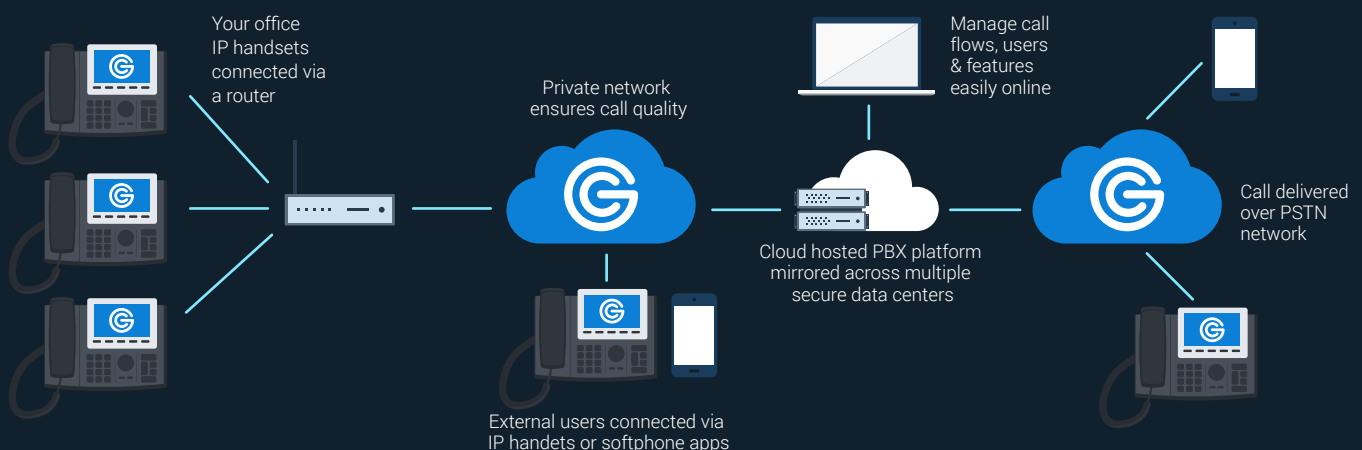 Your office
IP handsets
connected via
a router
Private network
ensures call quality
Manage call
flows, users
& features
easily online
Cloud hosted PBX platform
mirrored across multiple
secure data centers
Call delivered
over PSTN
network
External users connected via
IP handets or softphone apps